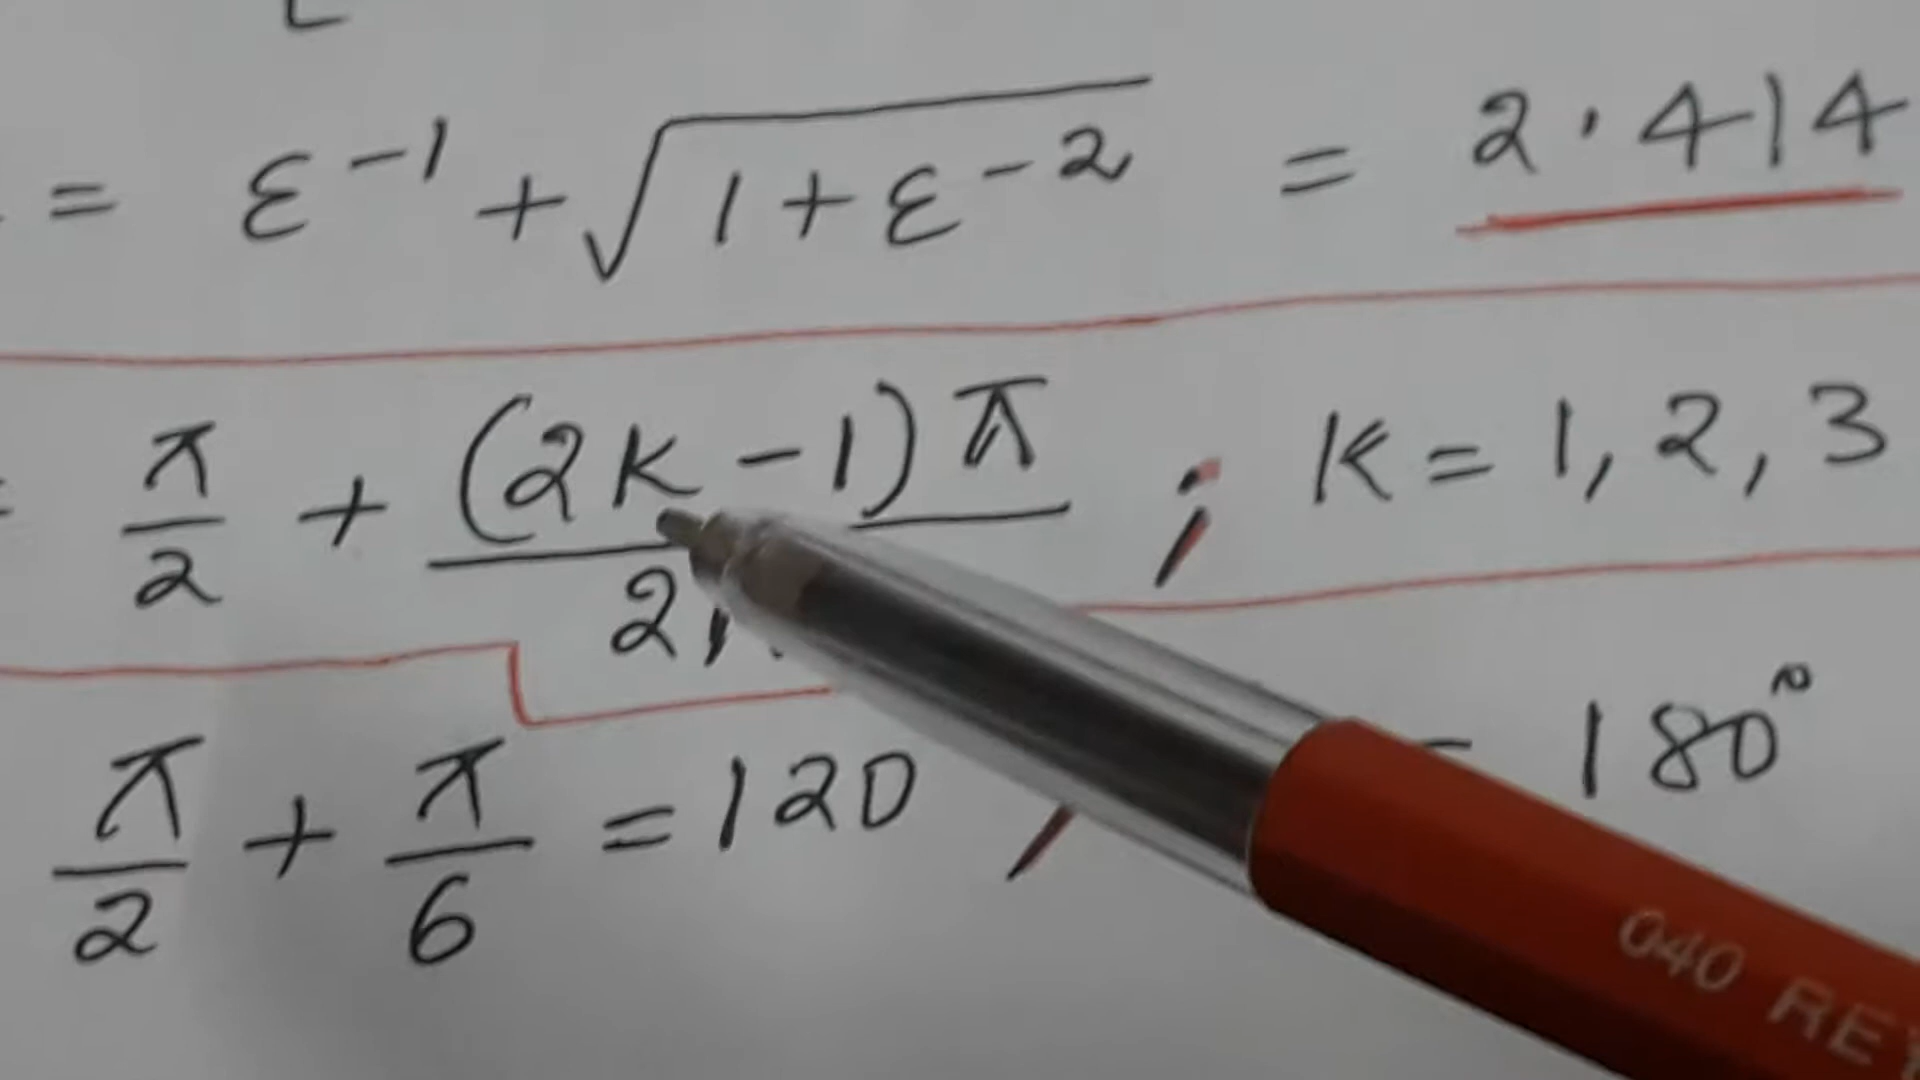 = ε⁻¹ + √(1 + ε⁻²) = 2.414
= π/2 + (2k - 1)π / 2 ; k = 1, 2, 3
π/2 + π/6 = 120 , = 180°
040 RE